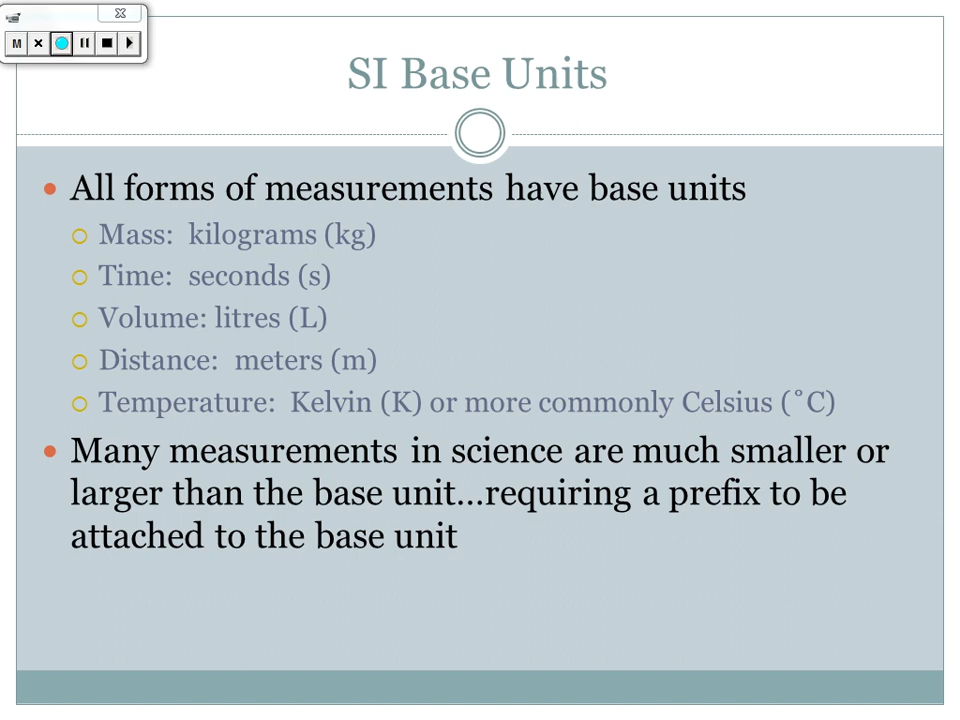 M
SI Base Units
All forms of measurements have base units
Mass: kilograms (kg)
Time: seconds (s)
Volume: litres (L)
Distance: meters (m)
Temperature: Kelvin (K) or more commonly Celsius (˚C)
Many measurements in science are much smaller or
larger than the base unit…requiring a prefix to be
attached to the base unit